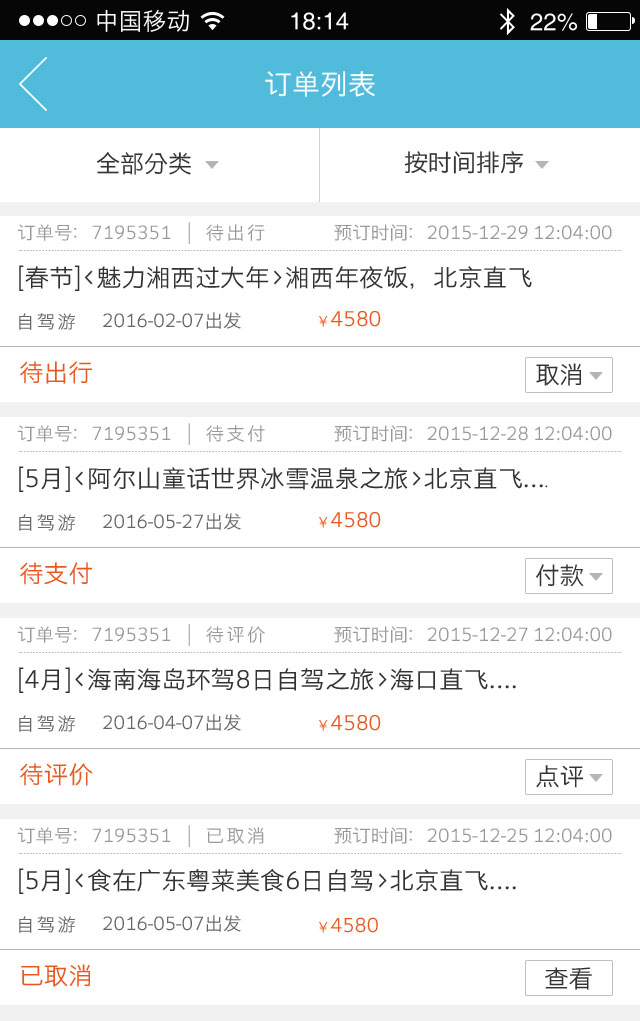 中国移动 18:14 22%
订单列表
全部分类 按时间排序
订单号: 7195351 | 待出行 预订时间: 2015-12-29 12:04:00
[春节]<魅力湘西过大年>湘西年夜饭，北京直飞
自驾游 2016-02-07出发 ¥4580
待出行 取消
订单号: 7195351 | 待支付 预订时间: 2015-12-28 12:04:00
[5月]<阿尔山童话世界冰雪温泉之旅>北京直飞....
自驾游 2016-05-27出发 ¥4580
待支付 付款
订单号: 7195351 | 待评价 预订时间: 2015-12-27 12:04:00
[4月]<海南海岛环驾8日自驾之旅>海口直飞....
自驾游 2016-04-07出发 ¥4580
待评价 点评
订单号: 7195351 | 已取消 预订时间: 2015-12-25 12:04:00
[5月]<食在广东粤菜美食6日自驾>北京直飞....
自驾游 2016-05-07出发 ¥4580
已取消 查看